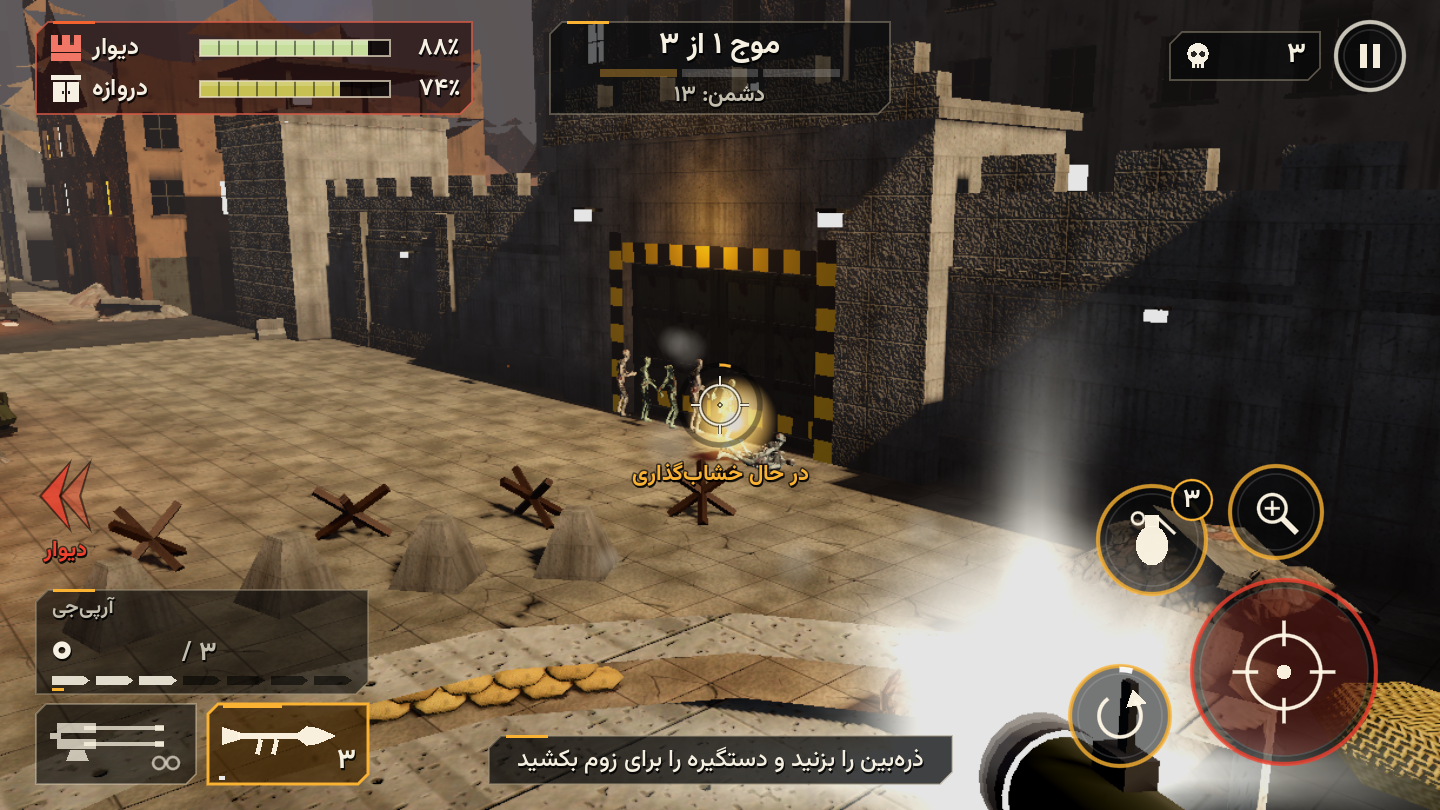 دیوار ۸۸٪
دروازه ۷۴٪
موج ۱ از ۳
دشمن: ۱۳
۳
در حال خشاب‌گذاری
دیوار
۳
آرپی‌جی
۰ / ۳
∞
۳
ذره‌بین را بزنید و دستگیره را برای زوم بکشید